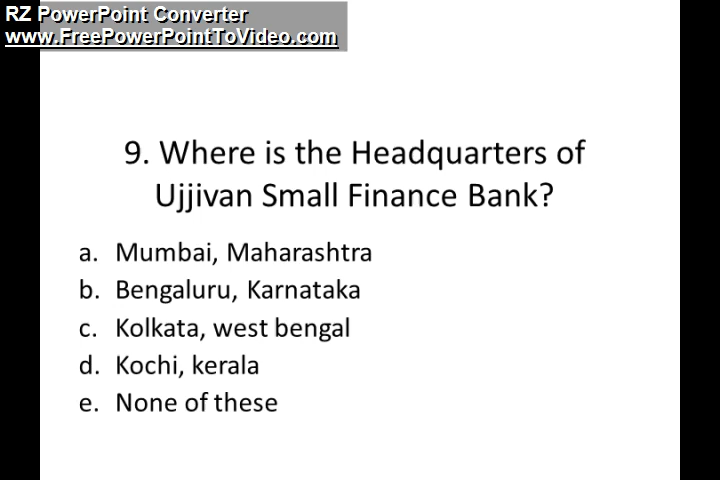 RZ PowerPoint Converter
www.FreePowerPointToVideo.com
9. Where is the Headquarters of
Ujjivan Small Finance Bank?
a. Mumbai, Maharashtra
b. Bengaluru, Karnataka
c. Kolkata, west bengal
d. Kochi, kerala
e. None of these